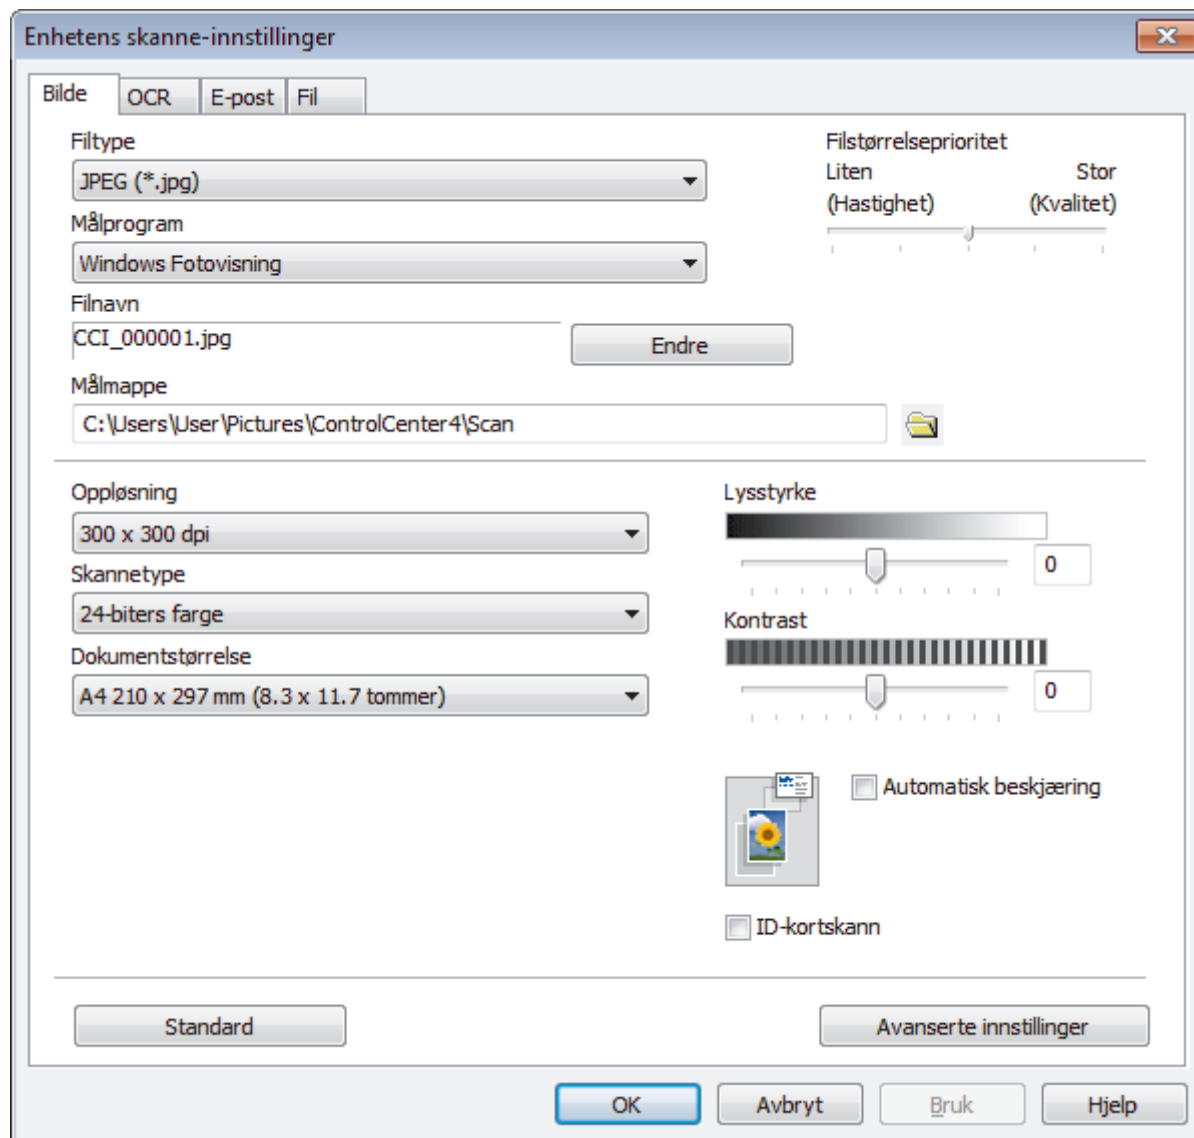 Enhetens skanne-innstillinger
Bilde OCR E-post Fil
Filtype
JPEG (*.jpg)
Målprogram
Windows Fotovisning
Filnavn
CCI_000001.jpg
Endre
Målmappe
C:\Users\User\Pictures\ControlCenter4\Scan
Filstørrelseprioritet
Liten Stor
(Hastighet) (Kvalitet)
Oppløsning
300 x 300 dpi
Skannetype
24-biters farge
Dokumentstørrelse
A4 210 x 297 mm (8.3 x 11.7 tommer)
Lysstyrke
0
Kontrast
0
Automatisk beskjæring
ID-kortskann
Standard Avanserte innstillinger
OK Avbryt Bruk Hjelp